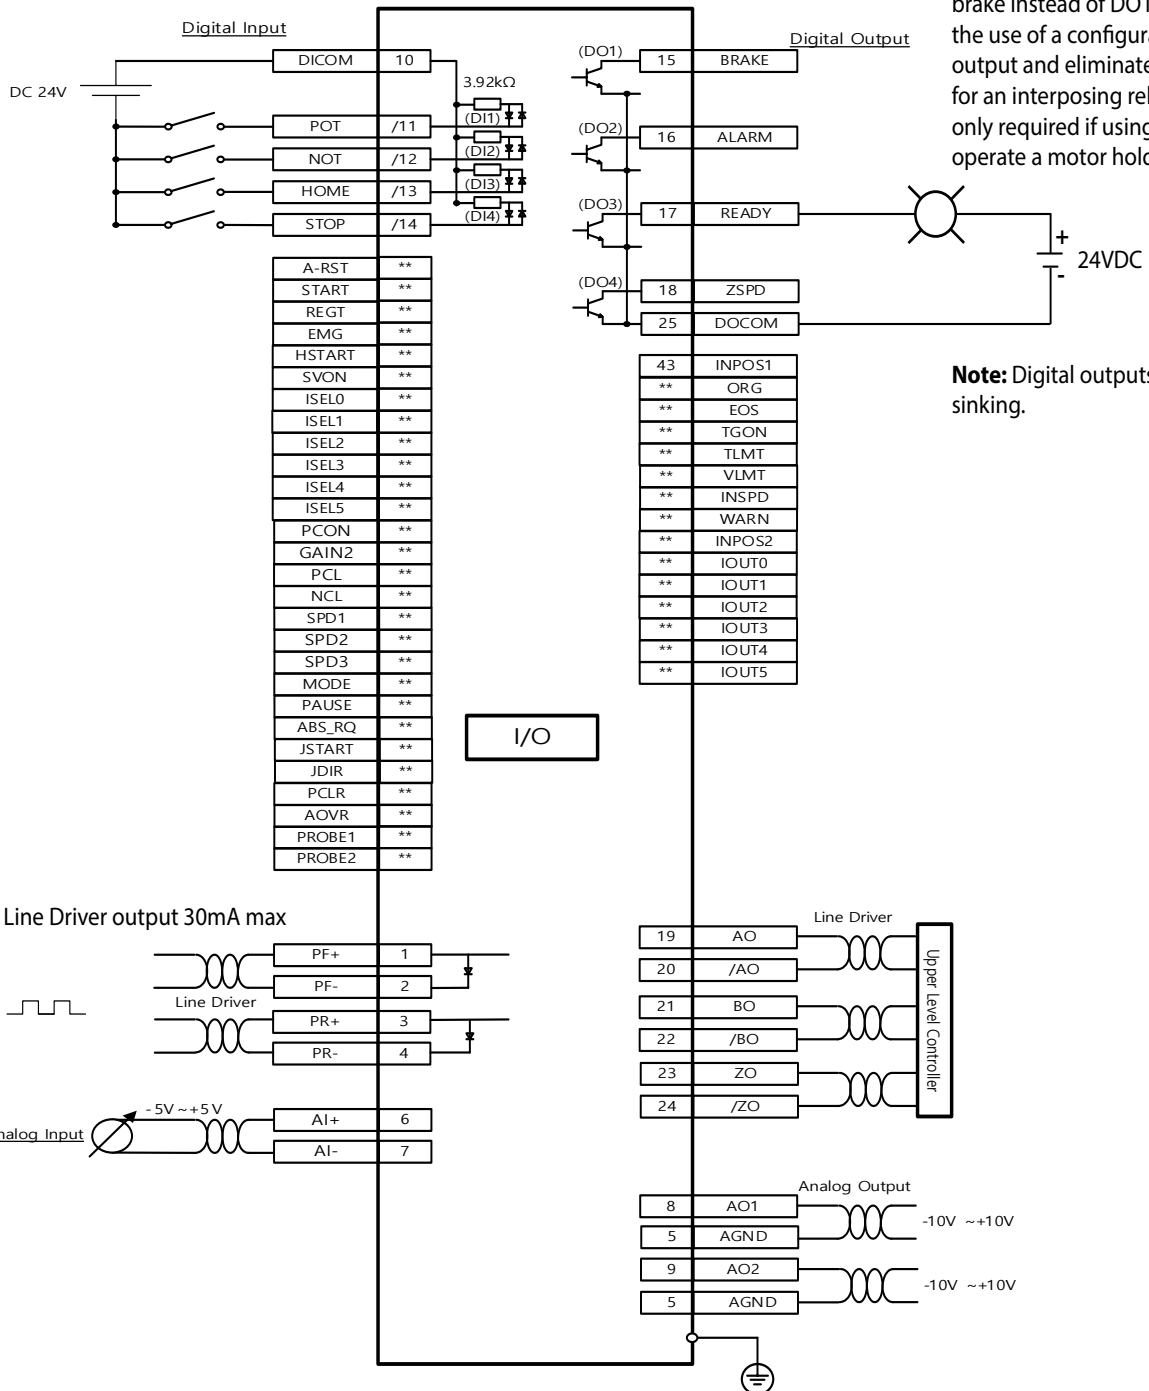 brake instead of DO1
the use of a configura
output and eliminate
for an interposing rel
only required if using
operate a motor hold
Digital Input
Digital Output
DC 24V
DICOM 10
3.92kΩ
POT /11 (DI1)
NOT /12 (DI2)
HOME /13 (DI3)
STOP /14 (DI4)
A-RST **
START **
REGT **
EMG **
HSTART **
SVON **
ISEL0 **
ISEL1 **
ISEL2 **
ISEL3 **
ISEL4 **
ISEL5 **
PCON **
GAIN2 **
PCL **
NCL **
SPD1 **
SPD2 **
SPD3 **
MODE **
PAUSE **
ABS_RQ **
JSTART **
JDIR **
PCLR **
AOVR **
PROBE1 **
PROBE2 **
(DO1) 15 BRAKE
(DO2) 16 ALARM
(DO3) 17 READY
(DO4) 18 ZSPD
25 DOCOM
+
24VDC
-
43 INPOS1
** ORG
** EOS
** TGON
** TLMT
** VLMT
** INSPD
** WARN
** INPOS2
** IOUT0
** IOUT1
** IOUT2
** IOUT3
** IOUT4
** IOUT5
Note: Digital outputs
sinking.
I/O
Line Driver output 30mA max
PF+ 1
PF- 2
Line Driver
PR+ 3
PR- 4
-5V~+5V
nalog Input
AI+ 6
AI- 7
Line Driver
19 AO
20 /AO
21 BO
22 /BO
23 ZO
24 /ZO
Upper Level Controller
Analog Output
8 AO1
5 AGND
-10V ~+10V
9 AO2
5 AGND
-10V ~+10V